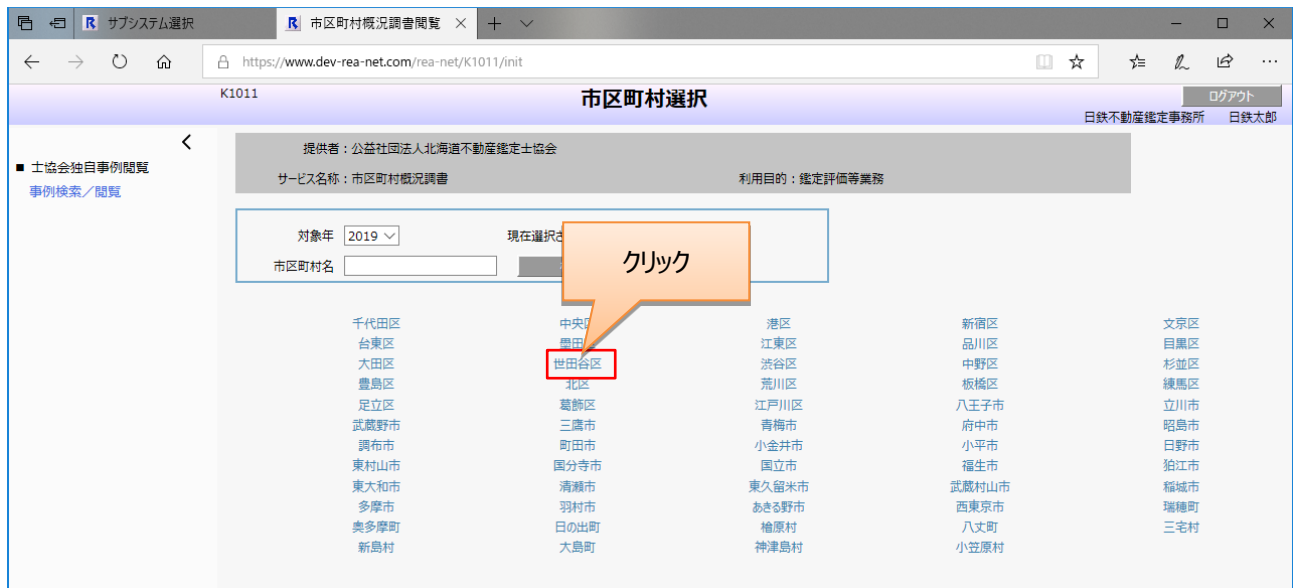 サブシステム選択
市区町村概況調書閲覧
https://www.dev-rea-net.com/rea-net/K1011/init
K1011
市区町村選択
ログアウト
日鉄不動産鑑定事務所 日鉄太郎
■ 士協会独自事例閲覧
事例検索／閲覧
提供者：公益社団法人北海道不動産鑑定士協会
サービス名称：市区町村概況調書 利用目的：鑑定評価等業務
対象年 2019 現在選択さ
市区町村名
クリック
千代田区 中央区 港区 新宿区 文京区
台東区 墨田区 江東区 品川区 目黒区
大田区 世田谷区 渋谷区 中野区 杉並区
豊島区 北区 荒川区 板橋区 練馬区
足立区 葛飾区 江戸川区 八王子市 立川市
武蔵野市 三鷹市 青梅市 府中市 昭島市
調布市 町田市 小金井市 小平市 日野市
東村山市 国分寺市 国立市 福生市 狛江市
東大和市 清瀬市 東久留米市 武蔵村山市 稲城市
多摩市 羽村市 あきる野市 西東京市 瑞穂町
奥多摩町 日の出町 檜原村 八丈町 三宅村
新島村 大島町 神津島村 小笠原村